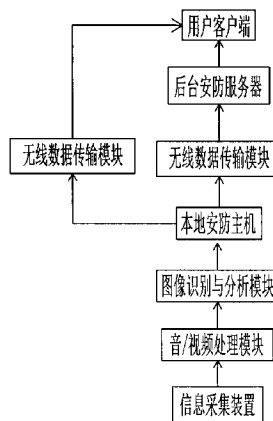 用户客户端
后台安防服务器
无线数据传输模块
无线数据传输模块
本地安防主机
图像识别与分析模块
音/视频处理模块
信息采集装置